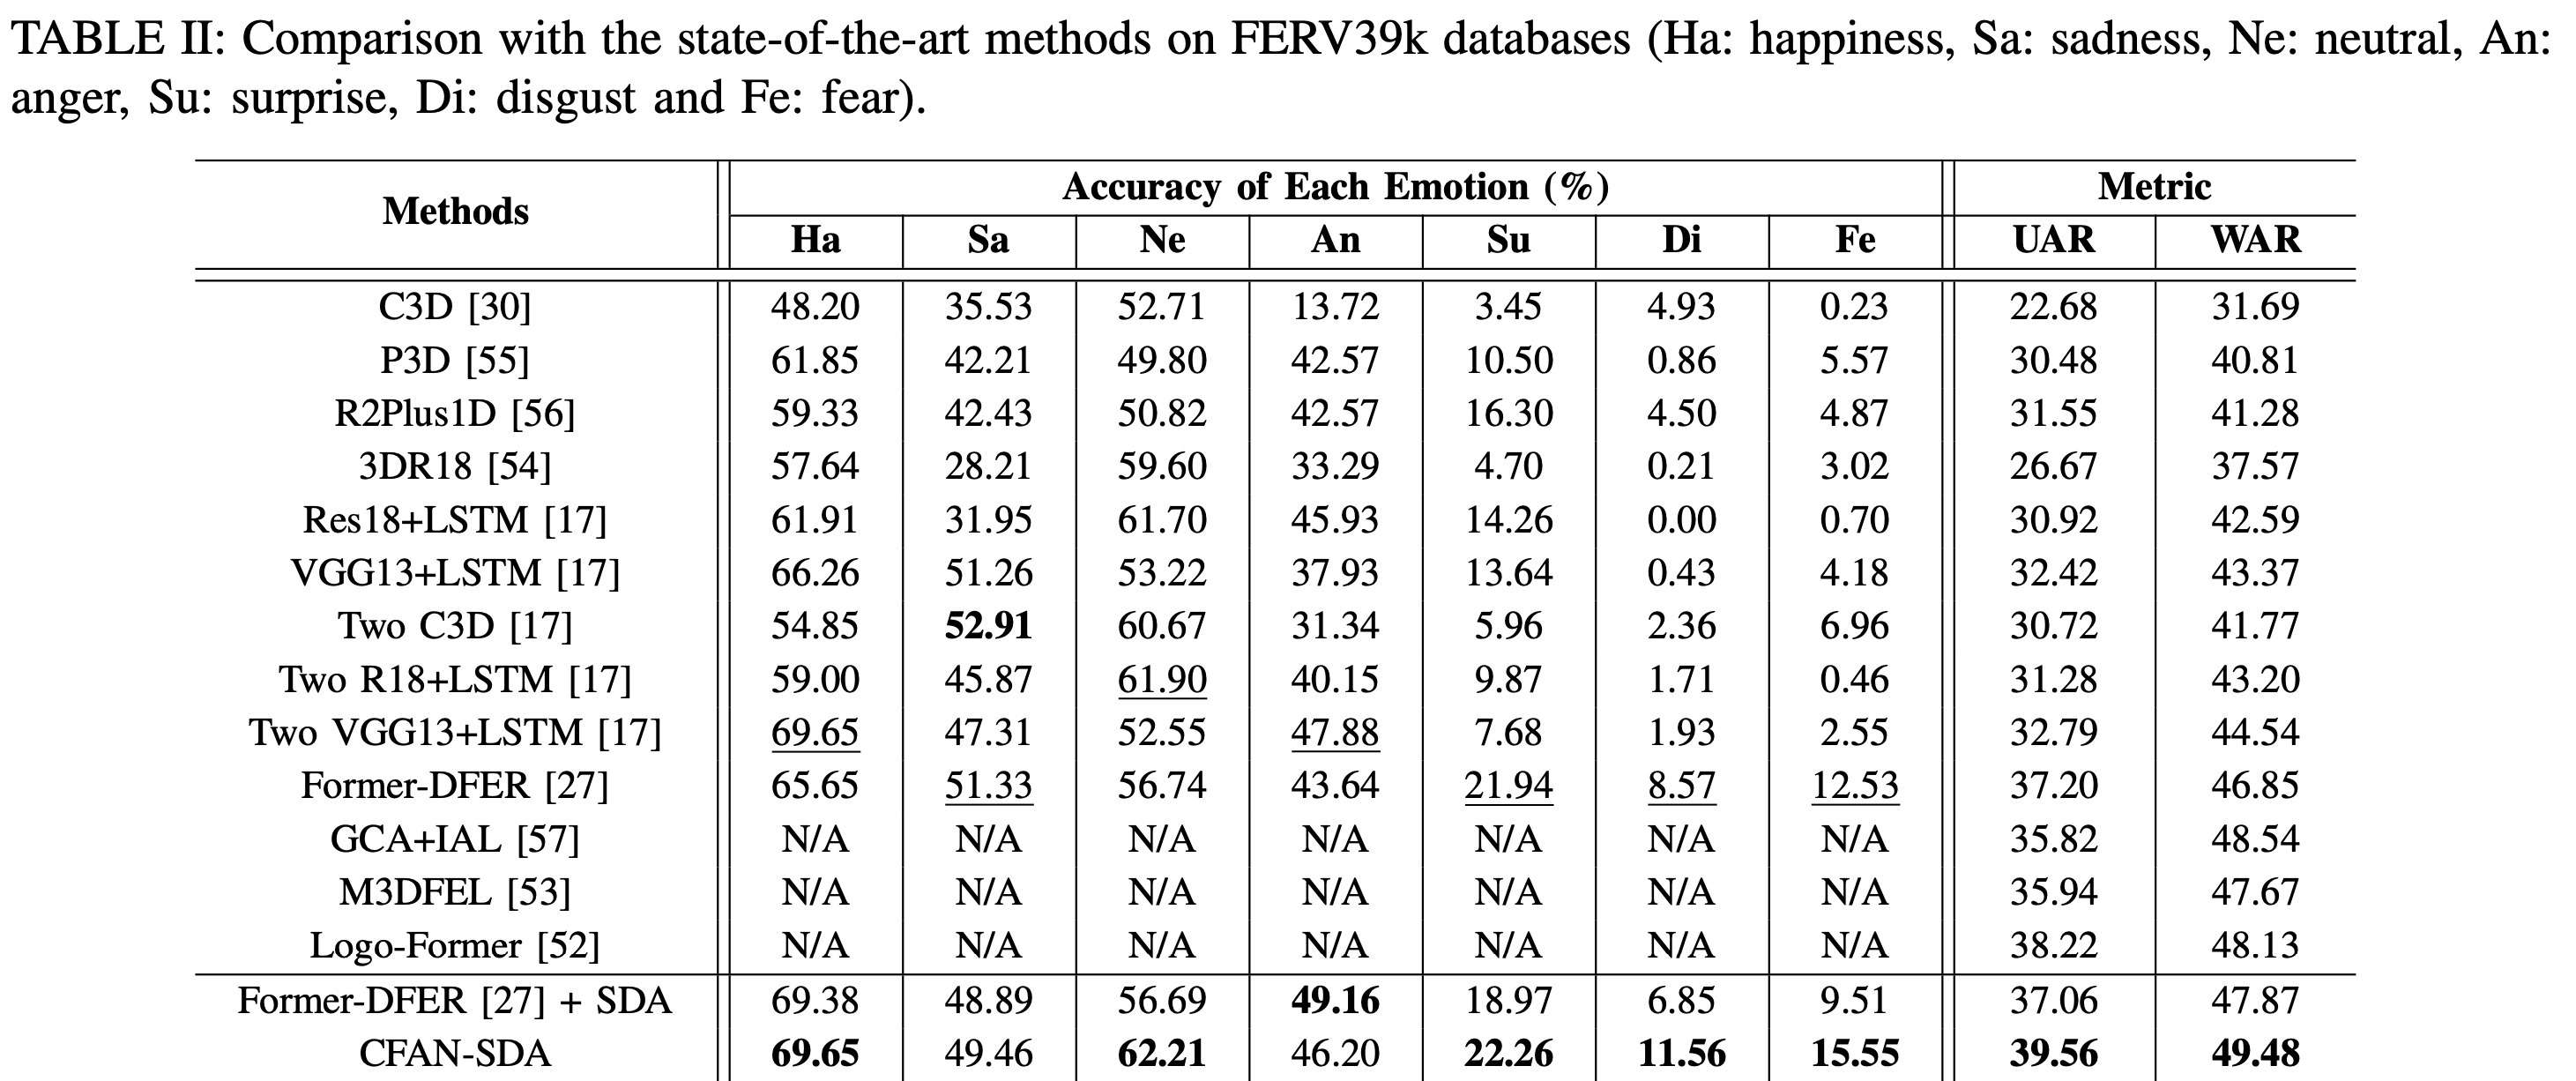 TABLE II: Comparison with the state-of-the-art methods on FERV39k databases (Ha: happiness, Sa: sadness, Ne: neutral, An:
anger, Su: surprise, Di: disgust and Fe: fear).
Methods Accuracy of Each Emotion (%) Metric
Ha Sa Ne An Su Di Fe UAR WAR
C3D [30] 48.20 35.53 52.71 13.72 3.45 4.93 0.23 22.68 31.69
P3D [55] 61.85 42.21 49.80 42.57 10.50 0.86 5.57 30.48 40.81
R2Plus1D [56] 59.33 42.43 50.82 42.57 16.30 4.50 4.87 31.55 41.28
3DR18 [54] 57.64 28.21 59.60 33.29 4.70 0.21 3.02 26.67 37.57
Res18+LSTM [17] 61.91 31.95 61.70 45.93 14.26 0.00 0.70 30.92 42.59
VGG13+LSTM [17] 66.26 51.26 53.22 37.93 13.64 0.43 4.18 32.42 43.37
Two C3D [17] 54.85 52.91 60.67 31.34 5.96 2.36 6.96 30.72 41.77
Two R18+LSTM [17] 59.00 45.87 61.90 40.15 9.87 1.71 0.46 31.28 43.20
Two VGG13+LSTM [17] 69.65 47.31 52.55 47.88 7.68 1.93 2.55 32.79 44.54
Former-DFER [27] 65.65 51.33 56.74 43.64 21.94 8.57 12.53 37.20 46.85
GCA+IAL [57] N/A N/A N/A N/A N/A N/A N/A 35.82 48.54
M3DFEL [53] N/A N/A N/A N/A N/A N/A N/A 35.94 47.67
Logo-Former [52] N/A N/A N/A N/A N/A N/A N/A 38.22 48.13
Former-DFER [27] + SDA 69.38 48.89 56.69 49.16 18.97 6.85 9.51 37.06 47.87
CFAN-SDA 69.65 49.46 62.21 46.20 22.26 11.56 15.55 39.56 49.48